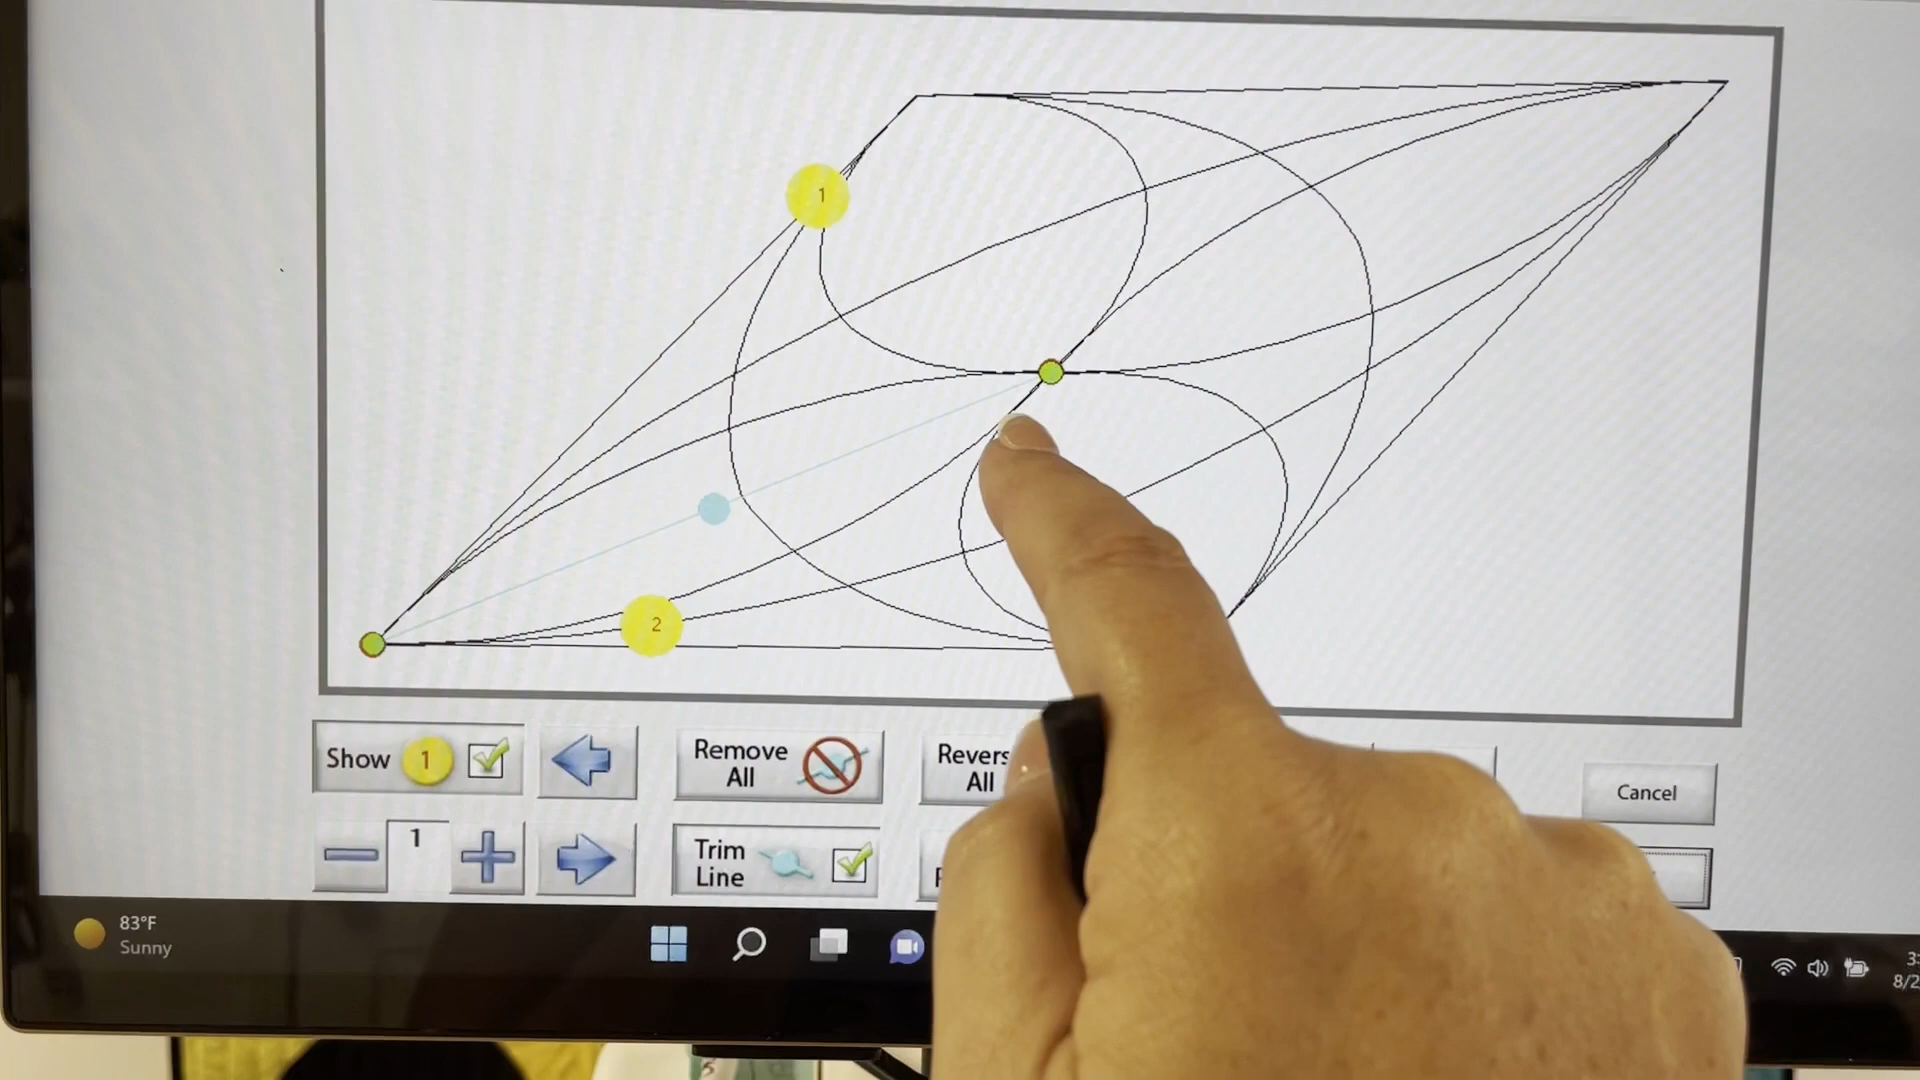 1
2
Show 1
Remove
All
Revers
All
Cancel
1
Trim
Line
83°F
Sunny